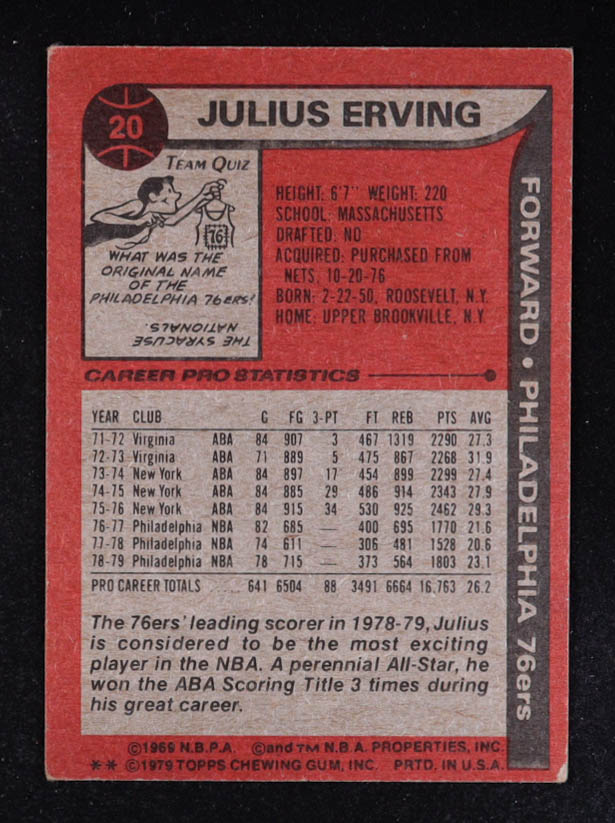 20
JULIUS ERVING
TEAM QUIZ
76
WHAT WAS THE
ORIGINAL NAME
OF THE
PHILADELPHIA 76ers?
THE SYRACUSE
NATIONALS.
HEIGHT: 6'7" WEIGHT: 220
SCHOOL: MASSACHUSETTS
DRAFTED: NO
ACQUIRED: PURCHASED FROM
NETS, 10-20-76
BORN: 2-22-50, ROOSEVELT, N.Y.
HOME: UPPER BROOKVILLE, N.Y.
FORWARD • PHILADELPHIA 76ers
CAREER PRO STATISTICS
YEAR CLUB G FG 3-PT FT REB PTS AVG
71-72 Virginia ABA 84 907 3 467 1319 2290 27.3
72-73 Virginia ABA 71 889 5 475 867 2268 31.9
73-74 New York ABA 84 897 17 454 899 2299 27.4
74-75 New York ABA 84 885 29 486 914 2343 27.9
75-76 New York ABA 84 915 34 530 925 2462 29.3
76-77 Philadelphia NBA 82 685 — 400 695 1770 21.6
77-78 Philadelphia NBA 74 611 — 306 481 1528 20.6
78-79 Philadelphia NBA 78 715 — 373 564 1803 23.1
PRO CAREER TOTALS ..... 641 6504 88 3491 6664 16,763 26.2
The 76ers' leading scorer in 1978-79, Julius
is considered to be the most exciting
player in the NBA. A perennial All-Star, he
won the ABA Scoring Title 3 times during
his great career.
©1969 N.B.P.A. ©and TM N.B.A. PROPERTIES, INC.
** ©1979 TOPPS CHEWING GUM, INC. PRTD. IN U.S.A.